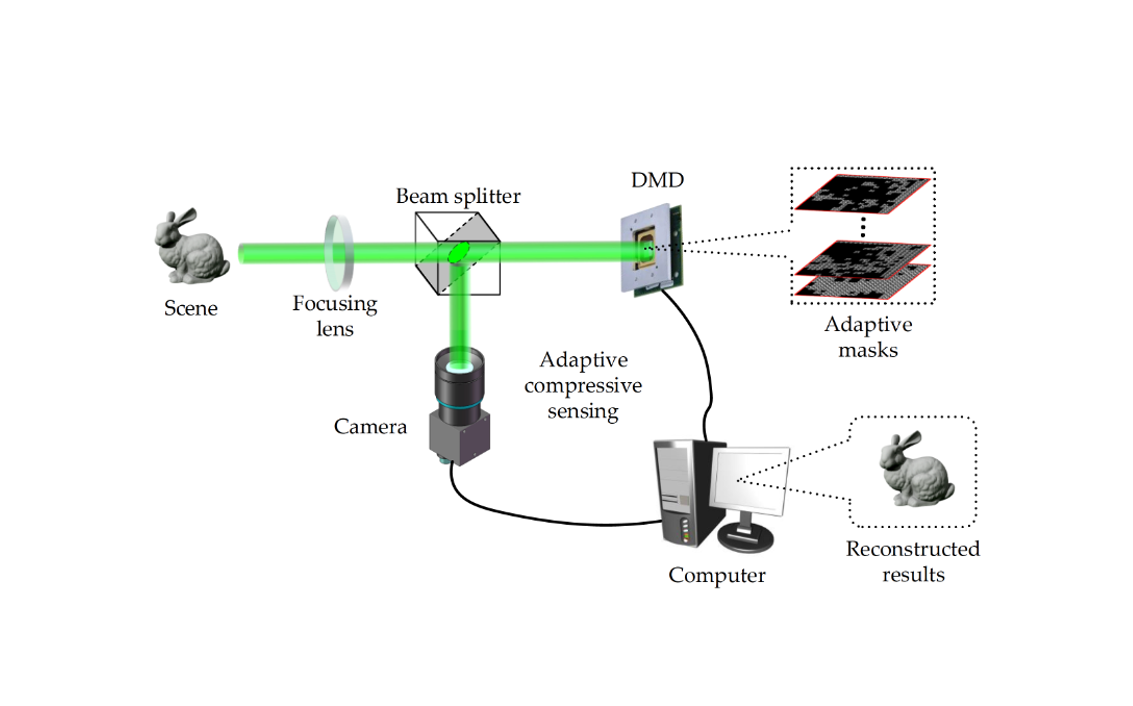 DMD
Beam splitter
Scene
Focusing
lens
Adaptive
masks
Adaptive
compressive
sensing
Camera
Reconstructed
results
Computer